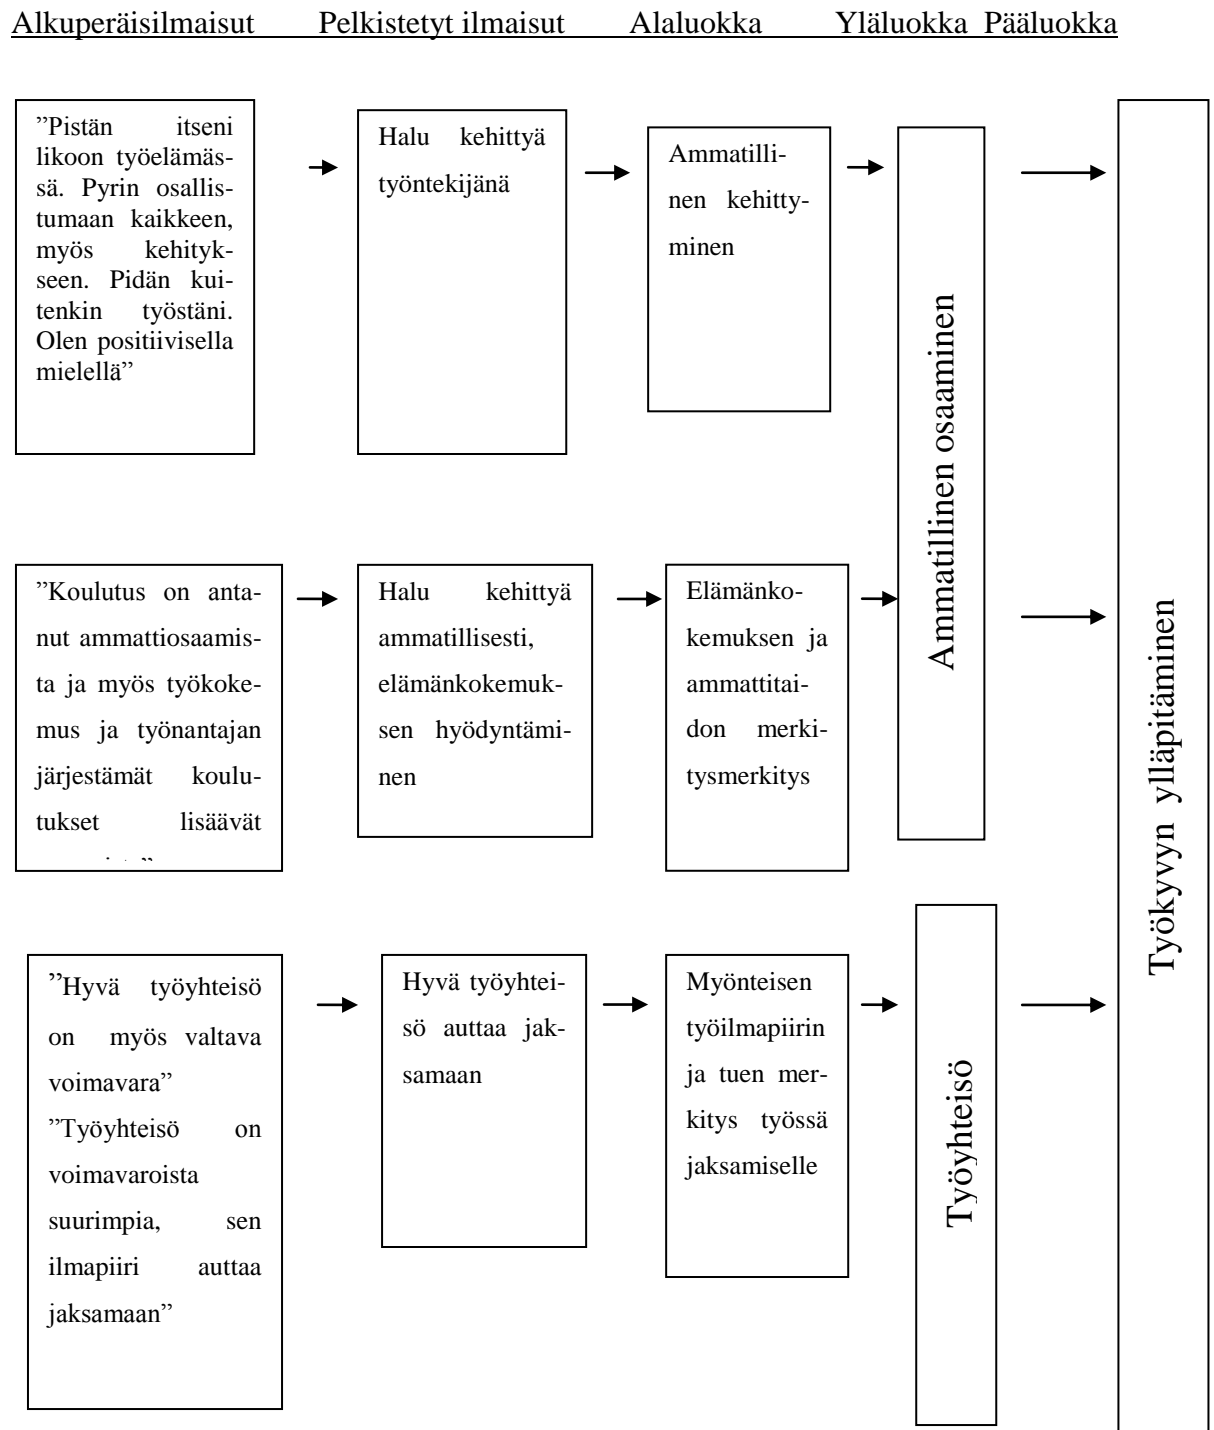 Alkuperäisilmaisut Pelkistetyt ilmaisut Alaluokka Yläluokka Pääluokka
”Pistän itseni
likoon työelämäs-
sä. Pyrin osallis-
tumaan kaikkeen,
myös kehityk-
seen. Pidän kui-
tenkin työstäni.
Olen positiivisella
mielellä”
Halu kehittyä
työntekijänä
Ammatilli-
nen kehitty-
minen
Ammatillinen osaaminen
Työkyvyn ylläpitäminen
”Koulutus on anta-
nut ammattiosaamis-
ta ja myös työkoke-
mus ja työnantajan
järjestämät koulu-
tukset lisäävät
Halu kehittyä
ammatillisesti,
elämänkokemuk-
sen hyödyntämi-
nen
Elämänko-
kemuksen ja
ammattitai-
don merki-
tysmerkitys
”Hyvä työyhteisö
on myös valtava
voimavara”
”Työyhteisö on
voimavaroista
suurimpia, sen
ilmapiiri auttaa
jaksamaan”
Hyvä työyhtei-
sö auttaa jak-
samaan
Myönteisen
työilmapiirin
ja tuen mer-
kitys työssä
jaksamiselle
Työyhteisö